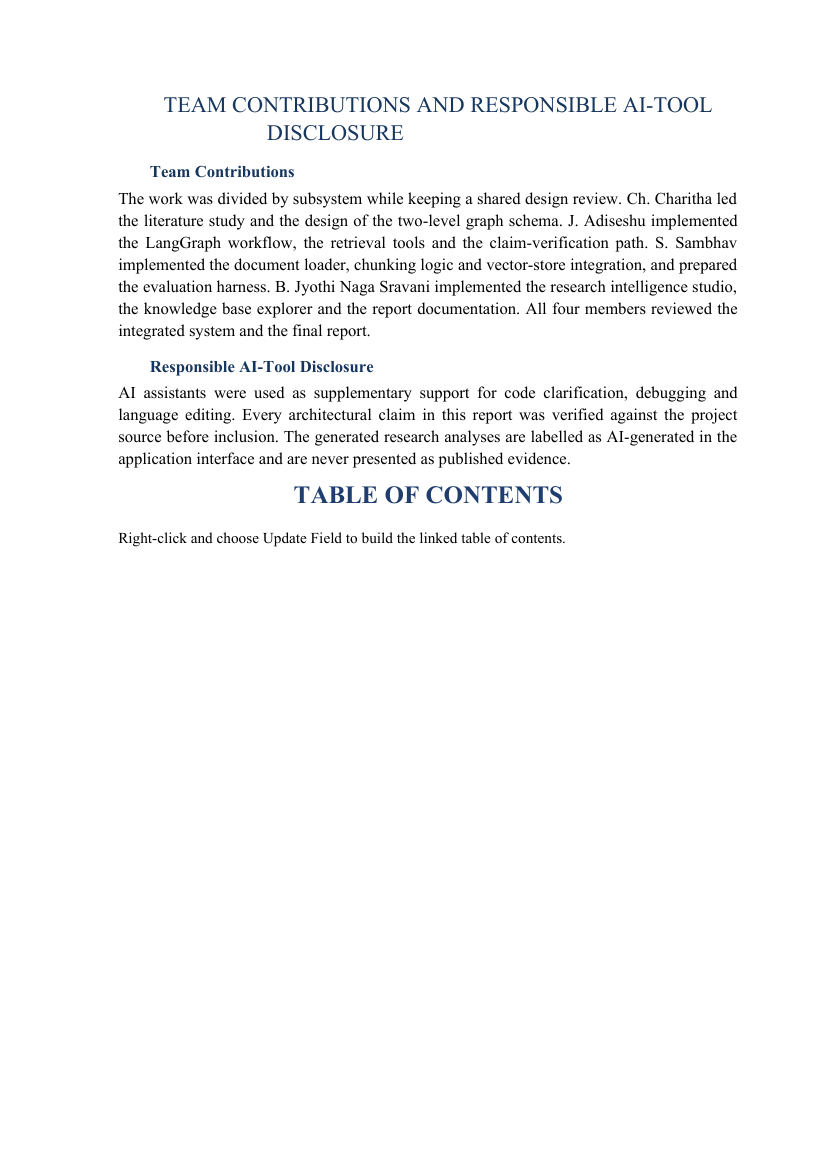 TEAM CONTRIBUTIONS AND RESPONSIBLE AI-TOOL
DISCLOSURE
Team Contributions
The work was divided by subsystem while keeping a shared design review. Ch. Charitha led
the literature study and the design of the two-level graph schema. J. Adiseshu implemented
the LangGraph workflow, the retrieval tools and the claim-verification path. S. Sambhav
implemented the document loader, chunking logic and vector-store integration, and prepared
the evaluation harness. B. Jyothi Naga Sravani implemented the research intelligence studio,
the knowledge base explorer and the report documentation. All four members reviewed the
integrated system and the final report.
Responsible AI-Tool Disclosure
AI assistants were used as supplementary support for code clarification, debugging and
language editing. Every architectural claim in this report was verified against the project
source before inclusion. The generated research analyses are labelled as AI-generated in the
application interface and are never presented as published evidence.
TABLE OF CONTENTS
Right-click and choose Update Field to build the linked table of contents.